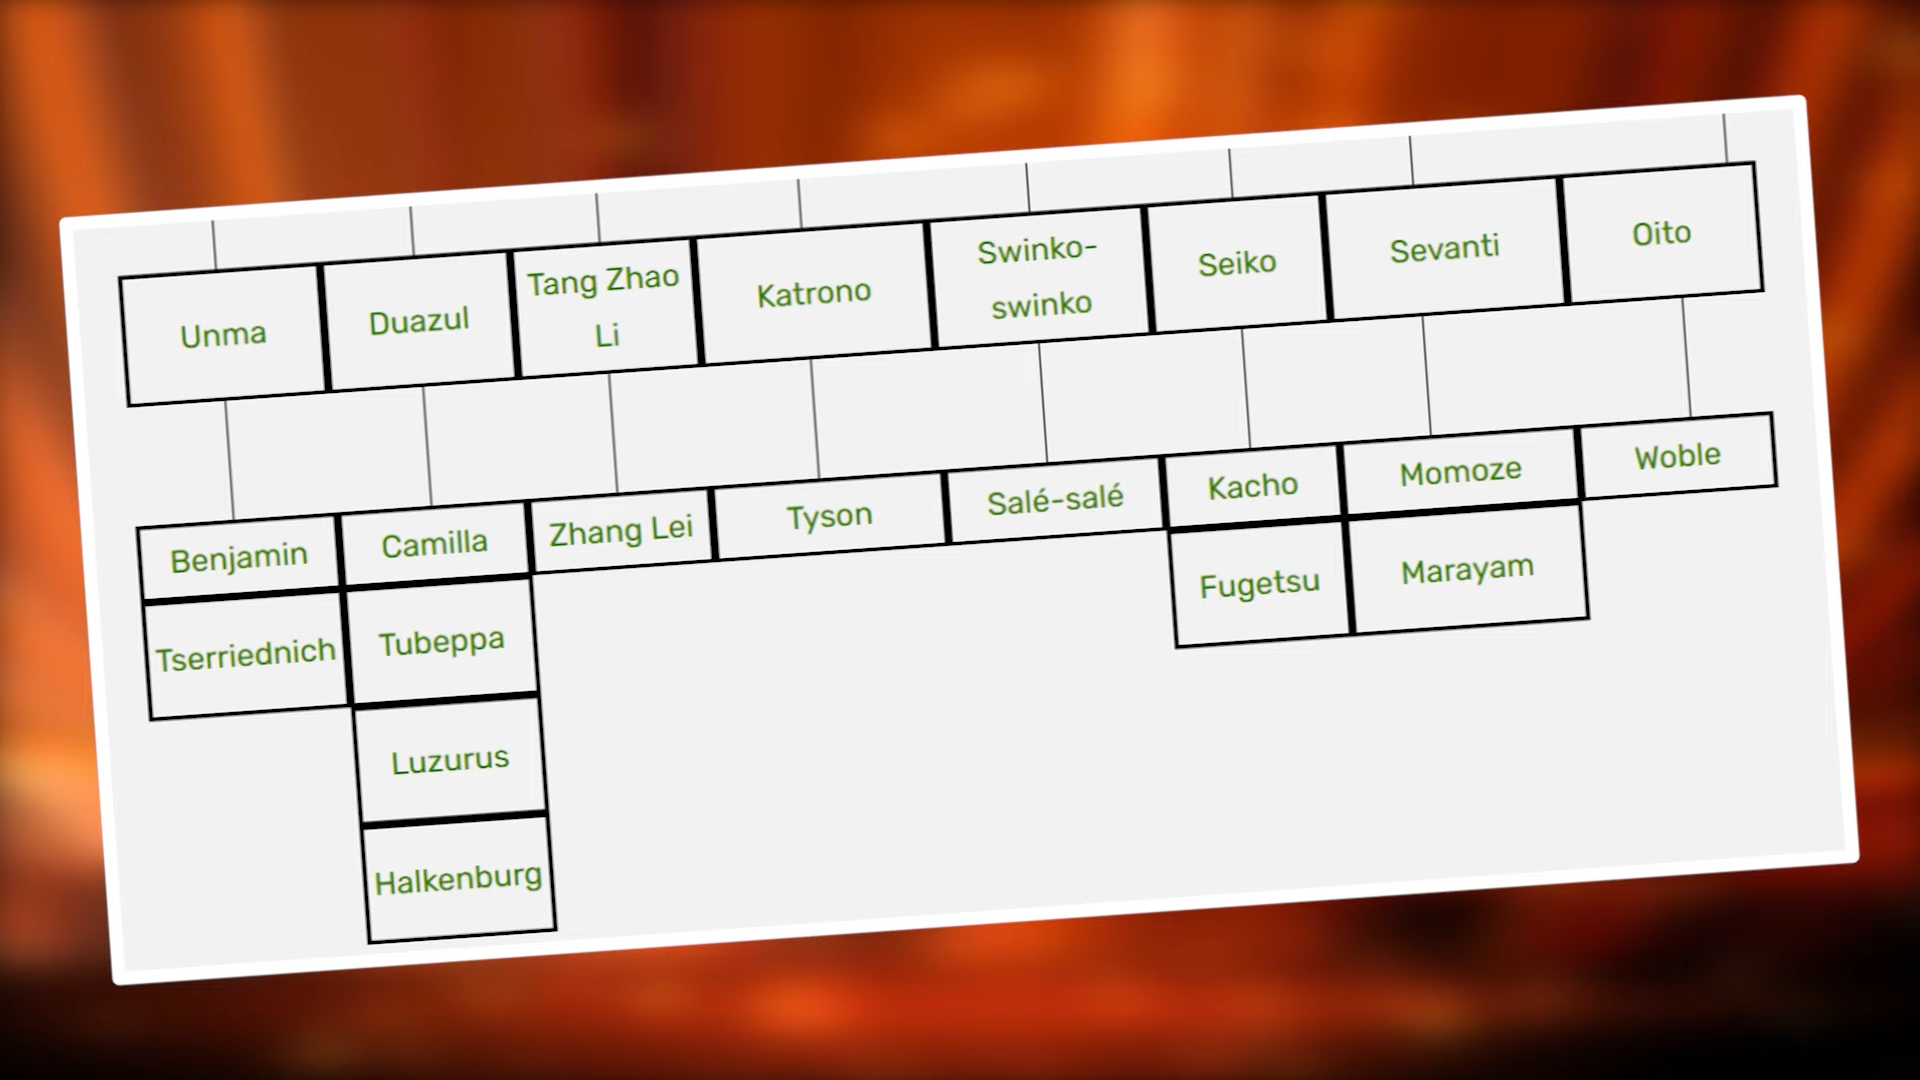 Unma
Duazul
Tang Zhao
Li
Katrono
Swinko-
swinko
Seiko
Sevanti
Oito
Benjamin
Camilla
Zhang Lei
Tyson
Salé-salé
Kacho
Momoze
Woble
Tserriednich
Tubeppa
Fugetsu
Marayam
Luzurus
Halkenburg